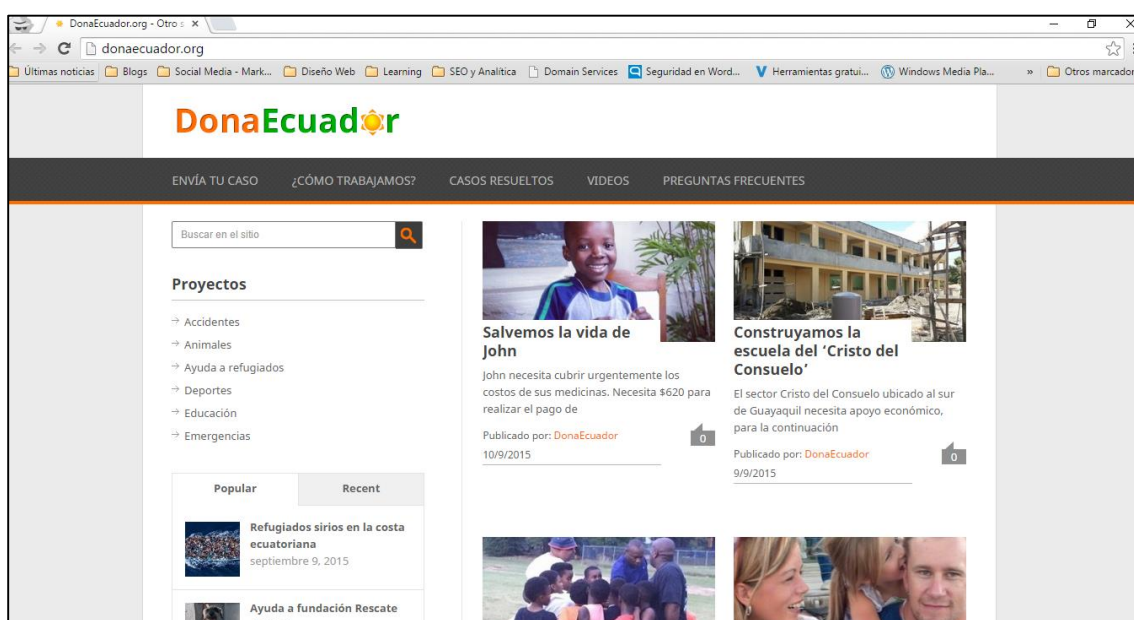 DonaEcuador.org - Otro s
donaecuador.org
Últimas noticias Blogs Social Media - Mark... Diseño Web Learning SEO y Analítica Domain Services Seguridad en Word... Herramientas gratui... Windows Media Pla... » Otros marcador
DonaEcuador
ENVÍA TU CASO ¿CÓMO TRABAJAMOS? CASOS RESUELTOS VIDEOS PREGUNTAS FRECUENTES
Buscar en el sitio
Proyectos
→ Accidentes
→ Animales
→ Ayuda a refugiados
→ Deportes
→ Educación
→ Emergencias
Popular Recent
Refugiados sirios en la costa
ecuatoriana
septiembre 9, 2015
Ayuda a fundación Rescate
Salvemos la vida de
John
John necesita cubrir urgentemente los
costos de sus medicinas. Necesita $620 para
realizar el pago de
Publicado por: DonaEcuador
0
10/9/2015
Construyamos la
escuela del ‘Cristo del
Consuelo’
El sector Cristo del Consuelo ubicado al sur
de Guayaquil necesita apoyo económico,
para la continuación
Publicado por: DonaEcuador
0
9/9/2015